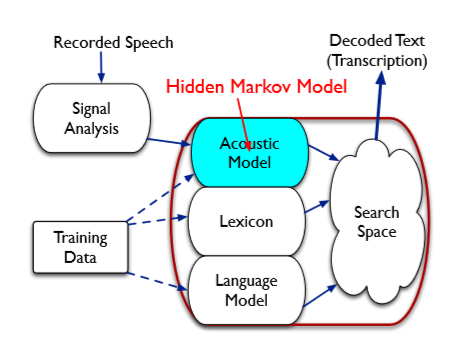 Recorded Speech
Decoded Text
(Transcription)
Hidden Markov Model
Signal
Analysis
Acoustic
Model
Lexicon
Search
Space
Training
Data
Language
Model